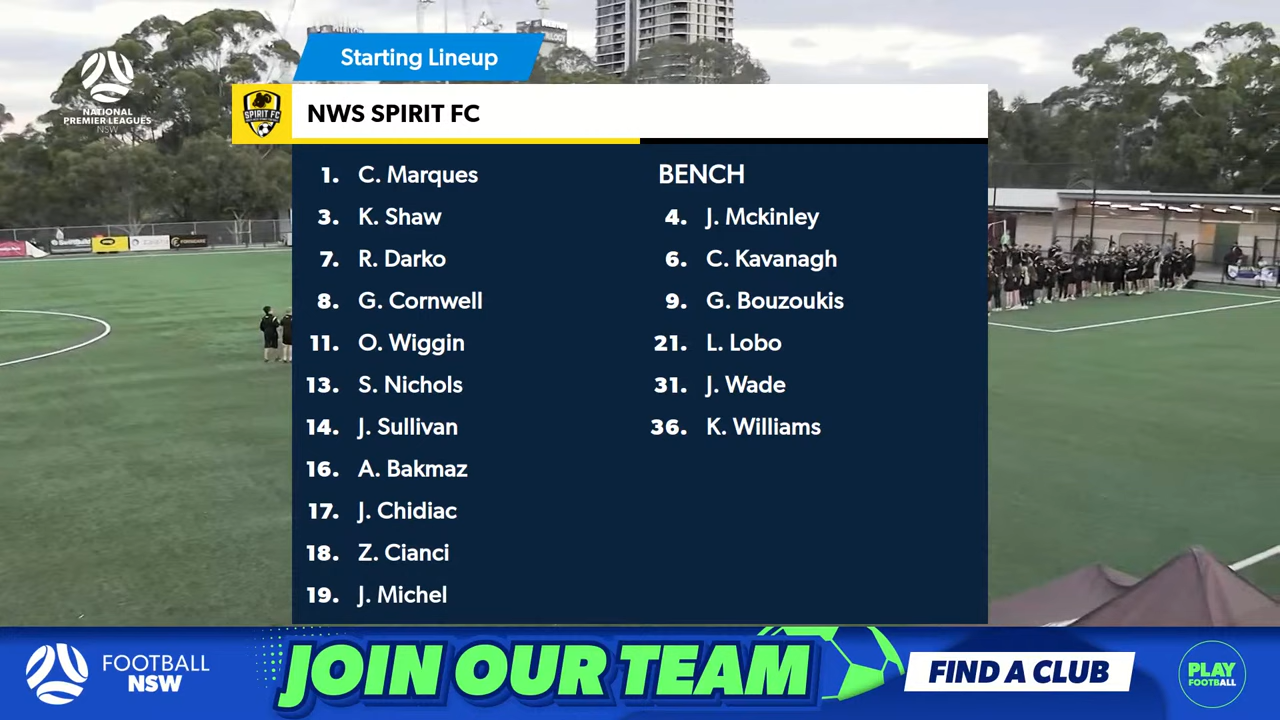 Starting Lineup
NATIONAL
PREMIER LEAGUES
NSW
SPIRIT FC
NWS SPIRIT FC
1. C. Marques
3. K. Shaw
7. R. Darko
8. G. Cornwell
11. O. Wiggin
13. S. Nichols
14. J. Sullivan
16. A. Bakmaz
17. J. Chidiac
18. Z. Cianci
19. J. Michel
BENCH
4. J. Mckinley
6. C. Kavanagh
9. G. Bouzoukis
21. L. Lobo
31. J. Wade
36. K. Williams
FOOTBALL
NSW
JOIN OUR TEAM
FIND A CLUB
PLAY
FOOTBALL